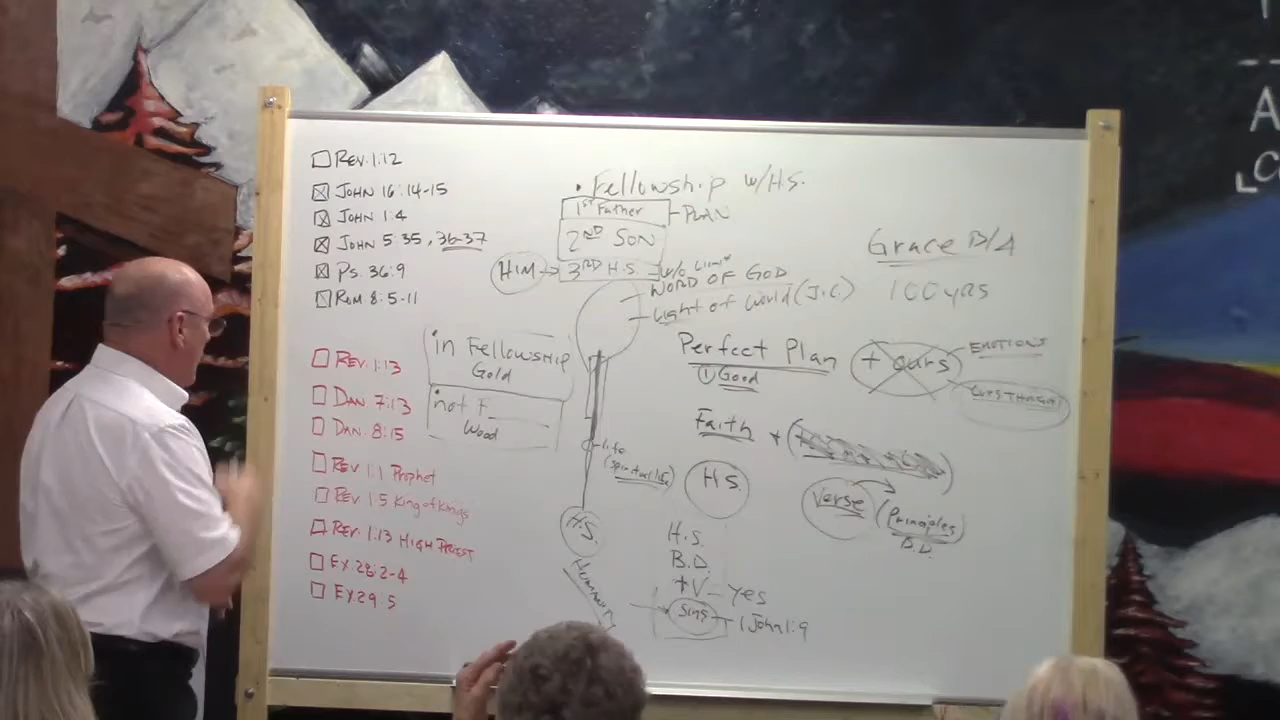 Rev. 1:12
John 16:14-15
John 1:4
John 5:35, 36-37
Ps. 36:9
Rom 8:5-11
Rev. 1:13
Dan 7:13
Dan. 8:15
Rev 1:1 Prophet
Rev 1:5 King of Kings
Rev. 1:13 High Priest
Ex. 28:2-4
Ex 29:5
• Fellowship w/H.S.
1st Father - PLAN
2ND SON
HIM → 3RD H.S.
WORD OF GOD
Light of World (J.C.)
• in Fellowship
Gold
• not F
Wood
life
(spiritual life)
H.S.
Humanity
Grace B/4
100 yrs
Perfect Plan
+ ours
EMOTIONS
① Good
Faith + (
H.S.
Verse (Principles)
B.D.
H.S.
B.D.
+V - yes
Sins - 1 John 1:9
A